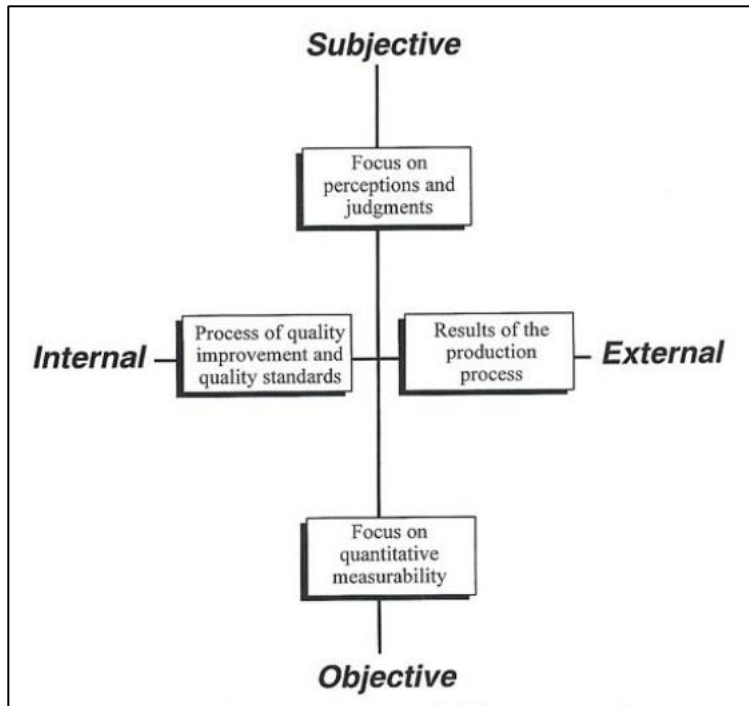 Subjective
Focus on
perceptions and
judgments
Internal
Process of quality
improvement and
quality standards
Results of the
production
process
External
Focus on
quantitative
measurability
Objective